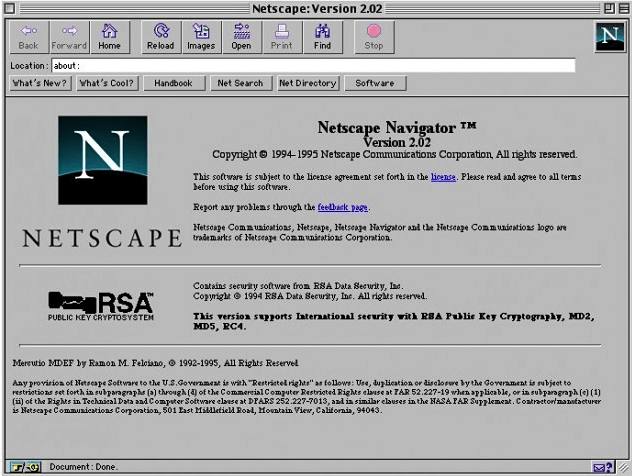 Netscape: Version 2.02
Back Forward Home Reload Images Open Print Find Stop N
Location: about:
What's New? What's Cool? Handbook Net Search Net Directory Software
N
NETSCAPE
Netscape Navigator ™
Version 2.02
Copyright © 1994-1995 Netscape Communications Corporation, All rights reserved.
This software is subject to the license agreement set forth in the license. Please read and agree to all terms
before using this software.
Report any problems through the feedback page.
Netscape Communications, Netscape, Netscape Navigator and the Netscape Communications logo are
trademarks of Netscape Communications Corporation.
RSA™
PUBLIC KEY CRYPTOSYSTEM
Contains security software from RSA Data Security, Inc.
Copyright © 1994 RSA Data Security, Inc. All rights reserved.
This version supports International security with RSA Public Key Cryptography, MD2,
MD5, RC4.
Mercutio MDEF by Ramon M. Felciano, © 1992-1995, All Rights Reserved
Any provision of Netscape Software to the U.S.Government is with "Restricted rights" as follows: Use, duplication or disclosure by the Government is subject to
restrictions set forth in subparagraphs (a) through (d) of the Commercial Computer Restricted Rights clause at FAR 52.227-19 when applicable, or in subparagraph (c) (1)
(ii) of the Rights in Technical Data and Computer Software clause at DFARS 252.227-7013, and in similar clauses in the NASA FAR Supplement. Contractor/manufacturer
is Netscape Communications Corporation, 501 East Middlefield Road, Mountain View, California, 94043.
Document: Done.
?